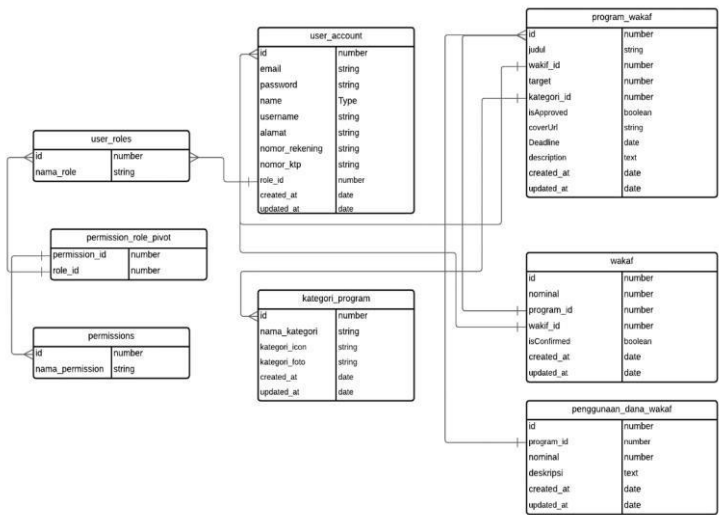 user_roles
id number
nama_role string
permission_role_pivot
permission_id number
role_id number
permissions
id number
nama_permission string
user_account
id number
email string
password string
name Type
username string
alamat string
nomor_rekening string
nomor_ktp string
role_id number
created_at date
updated_at date
kategori_program
id number
nama_kategori string
kategori_icon string
kategori_foto string
created_at date
updated_at date
program_wakaf
id number
judul string
wakif_id number
target number
kategori_id number
isApproved boolean
coverUrl string
Deadline date
description text
created_at date
updated_at date
wakaf
id number
nominal number
program_id number
wakif_id number
isConfirmed boolean
created_at date
updated_at date
penggunaan_dana_wakaf
id number
program_id number
nominal number
deskripsi text
created_at date
updated_at date